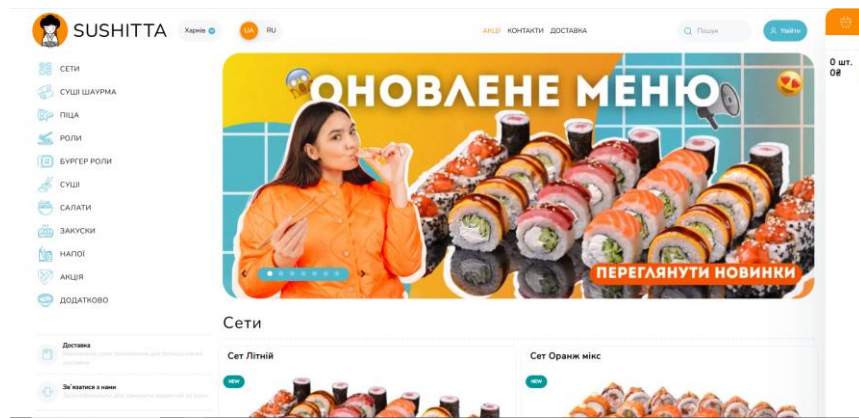 SUSHITTA
Харків
UA RU
АКЦІЇ КОНТАКТИ ДОСТАВКА
Пошук
Увійти
0 шт.
0₴
СЕТИ
СУШІ ШАУРМА
ПІЦА
РОЛИ
БУРГЕР РОЛИ
СУШІ
САЛАТИ
ЗАКУСКИ
НАПОЇ
АКЦІЯ
ДОДАТКОВО
ОНОВЛЕНЕ МЕНЮ
ПЕРЕГЛЯНУТИ НОВИНКИ
Доставка
Зв'язатися з нами
Сети
Сет Літній
NEW
Сет Оранж мікс
NEW